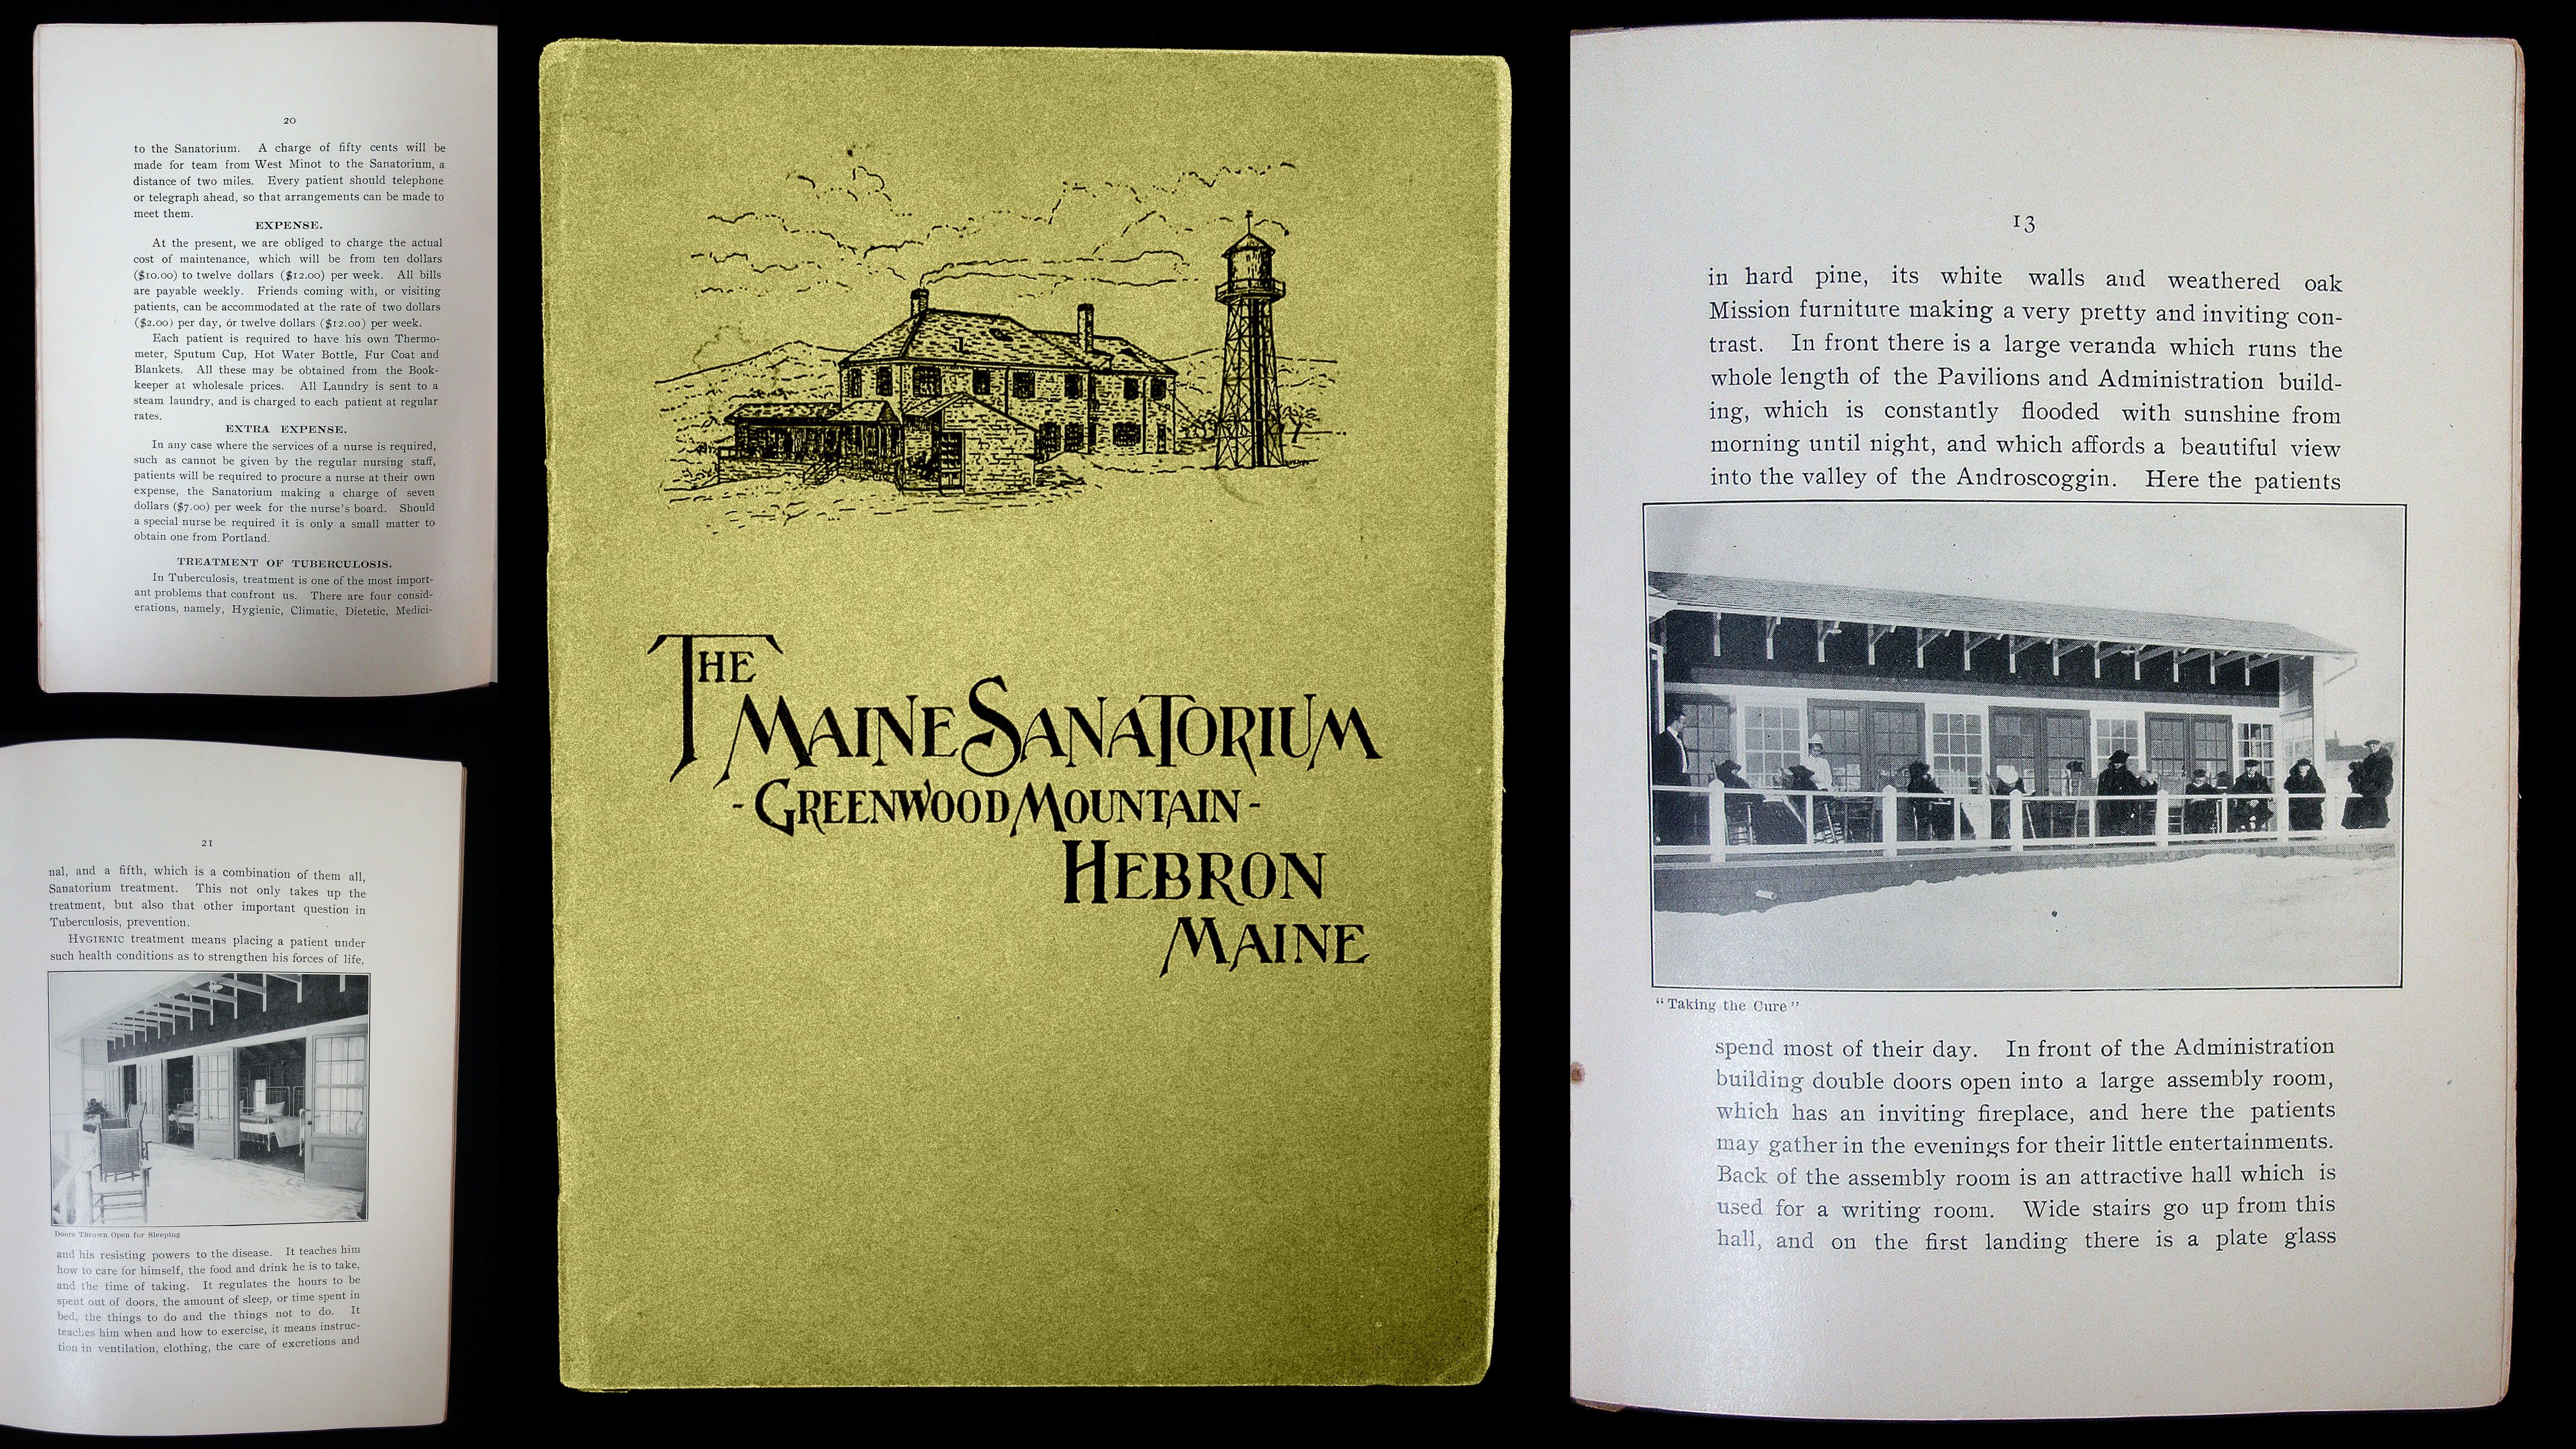 20
to the Sanatorium. A charge of fifty cents will be
made for team from West Minot to the Sanatorium, a
distance of two miles. Every patient should telephone
or telegraph ahead, so that arrangements can be made to
meet them.
EXPENSE.
At the present, we are obliged to charge the actual
cost of maintenance, which will be from ten dollars
($10.00) to twelve dollars ($12.00) per week. All bills
are payable weekly. Friends coming with, or visiting
patients, can be accommodated at the rate of two dollars
($2.00) per day, or twelve dollars ($12.00) per week.
Each patient is required to have his own Thermo-
meter, Sputum Cup, Hot Water Bottle, Fur Coat and
Blankets. All these may be obtained from the Book-
keeper at wholesale prices. All Laundry is sent to a
steam laundry, and is charged to each patient at regular
rates.
EXTRA EXPENSE.
In any case where the services of a nurse is required,
such as cannot be given by the regular nursing staff,
patients will be required to procure a nurse at their own
expense, the Sanatorium making a charge of seven
dollars ($7.00) per week for the nurse's board. Should
a special nurse be required it is only a small matter to
obtain one from Portland.
TREATMENT OF TUBERCULOSIS.
In Tuberculosis, treatment is one of the most import-
ant problems that confront us. There are four consid-
erations, namely, Hygienic, Climatic, Dietetic, Medici-
21
nal, and a fifth, which is a combination of them all,
Sanatorium treatment. This not only takes up the
treatment, but also that other important question in
Tuberculosis, prevention.
HYGIENIC treatment means placing a patient under
such health conditions as to strengthen his forces of life,
Doors Thrown Open for Sleeping
and his resisting powers to the disease. It teaches him
how to care for himself, the food and drink he is to take,
and the time of taking. It regulates the hours to be
spent out of doors, the amount of sleep, or time spent in
bed, the things to do and the things not to do. It
teaches him when and how to exercise, it means instruc-
tion in ventilation, clothing, the care of excretions and
THE
MAINE SANATORIUM
- GREENWOOD MOUNTAIN -
HEBRON
MAINE
13
in hard pine, its white walls and weathered oak
Mission furniture making a very pretty and inviting con-
trast. In front there is a large veranda which runs the
whole length of the Pavilions and Administration build-
ing, which is constantly flooded with sunshine from
morning until night, and which affords a beautiful view
into the valley of the Androscoggin. Here the patients
"Taking the Cure"
spend most of their day. In front of the Administration
building double doors open into a large assembly room,
which has an inviting fireplace, and here the patients
may gather in the evenings for their little entertainments.
Back of the assembly room is an attractive hall which is
used for a writing room. Wide stairs go up from this
hall, and on the first landing there is a plate glass